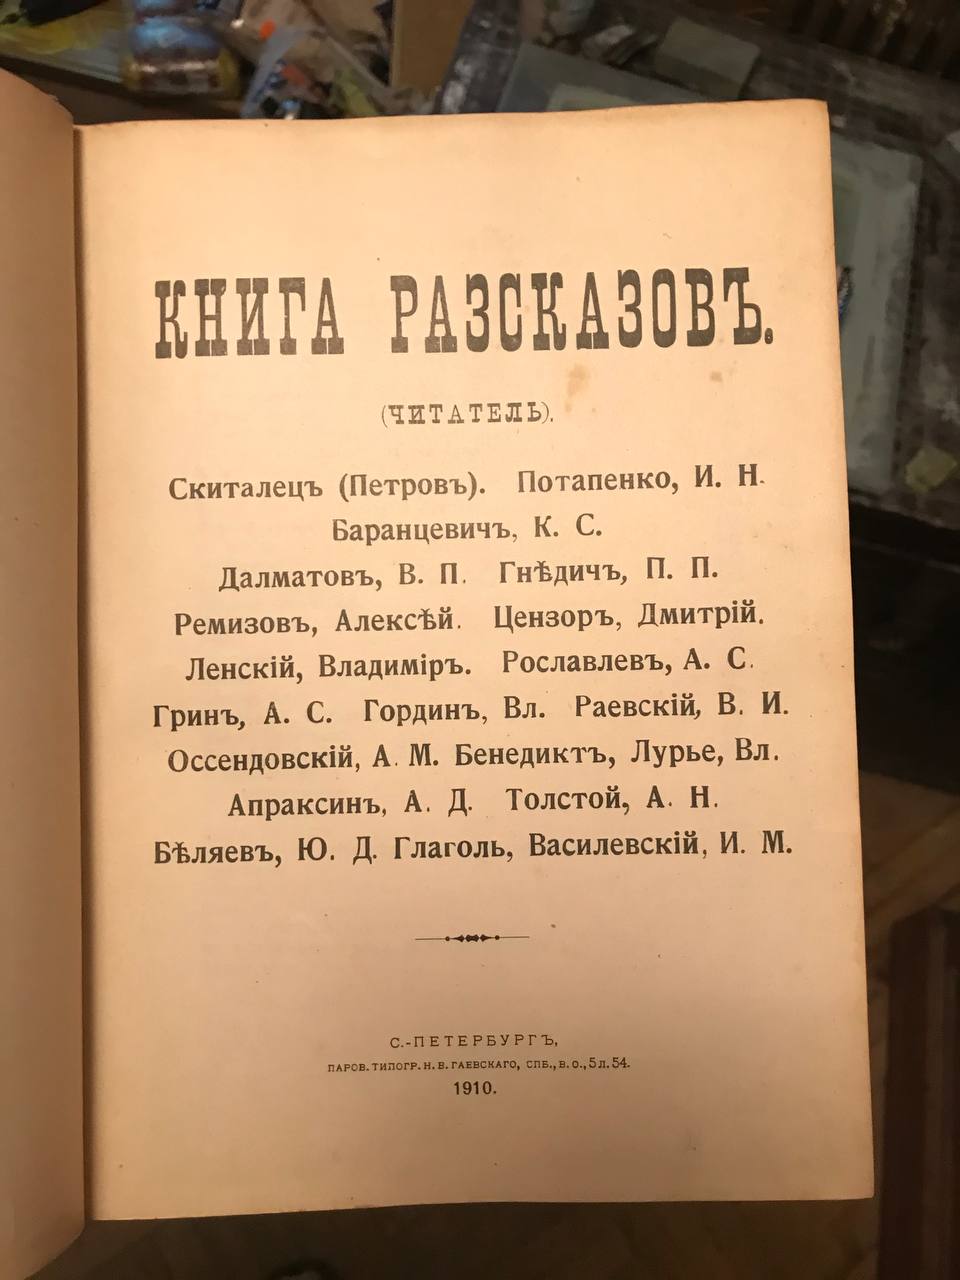 КНИГА РАЗСКАЗОВЪ.
(ЧИТАТЕЛЬ).
Скиталецъ (Петровъ). Потапенко, И. Н.
Баранцевичъ, К. С.
Далматовъ, В. П. Гнѣдичъ, П. П.
Ремизовъ, Алексѣй. Цензоръ, Дмитрій.
Ленскій, Владиміръ. Рославлевъ, А. С.
Гринъ, А. С. Гординъ, Вл. Раевскій, В. И.
Оссендовскій, А. М. Бенедиктъ, Лурье, Вл.
Апраксинъ, А. Д. Толстой, А. Н.
Бѣляевъ, Ю. Д. Глаголь, Василевскій, И. М.
С.-ПЕТЕРБУРГЪ,
ПАРОВ. ТИПОГР. Н. В. ГАЕВСКАГО, СПБ., В. О., 5 Л. 54.
1910.